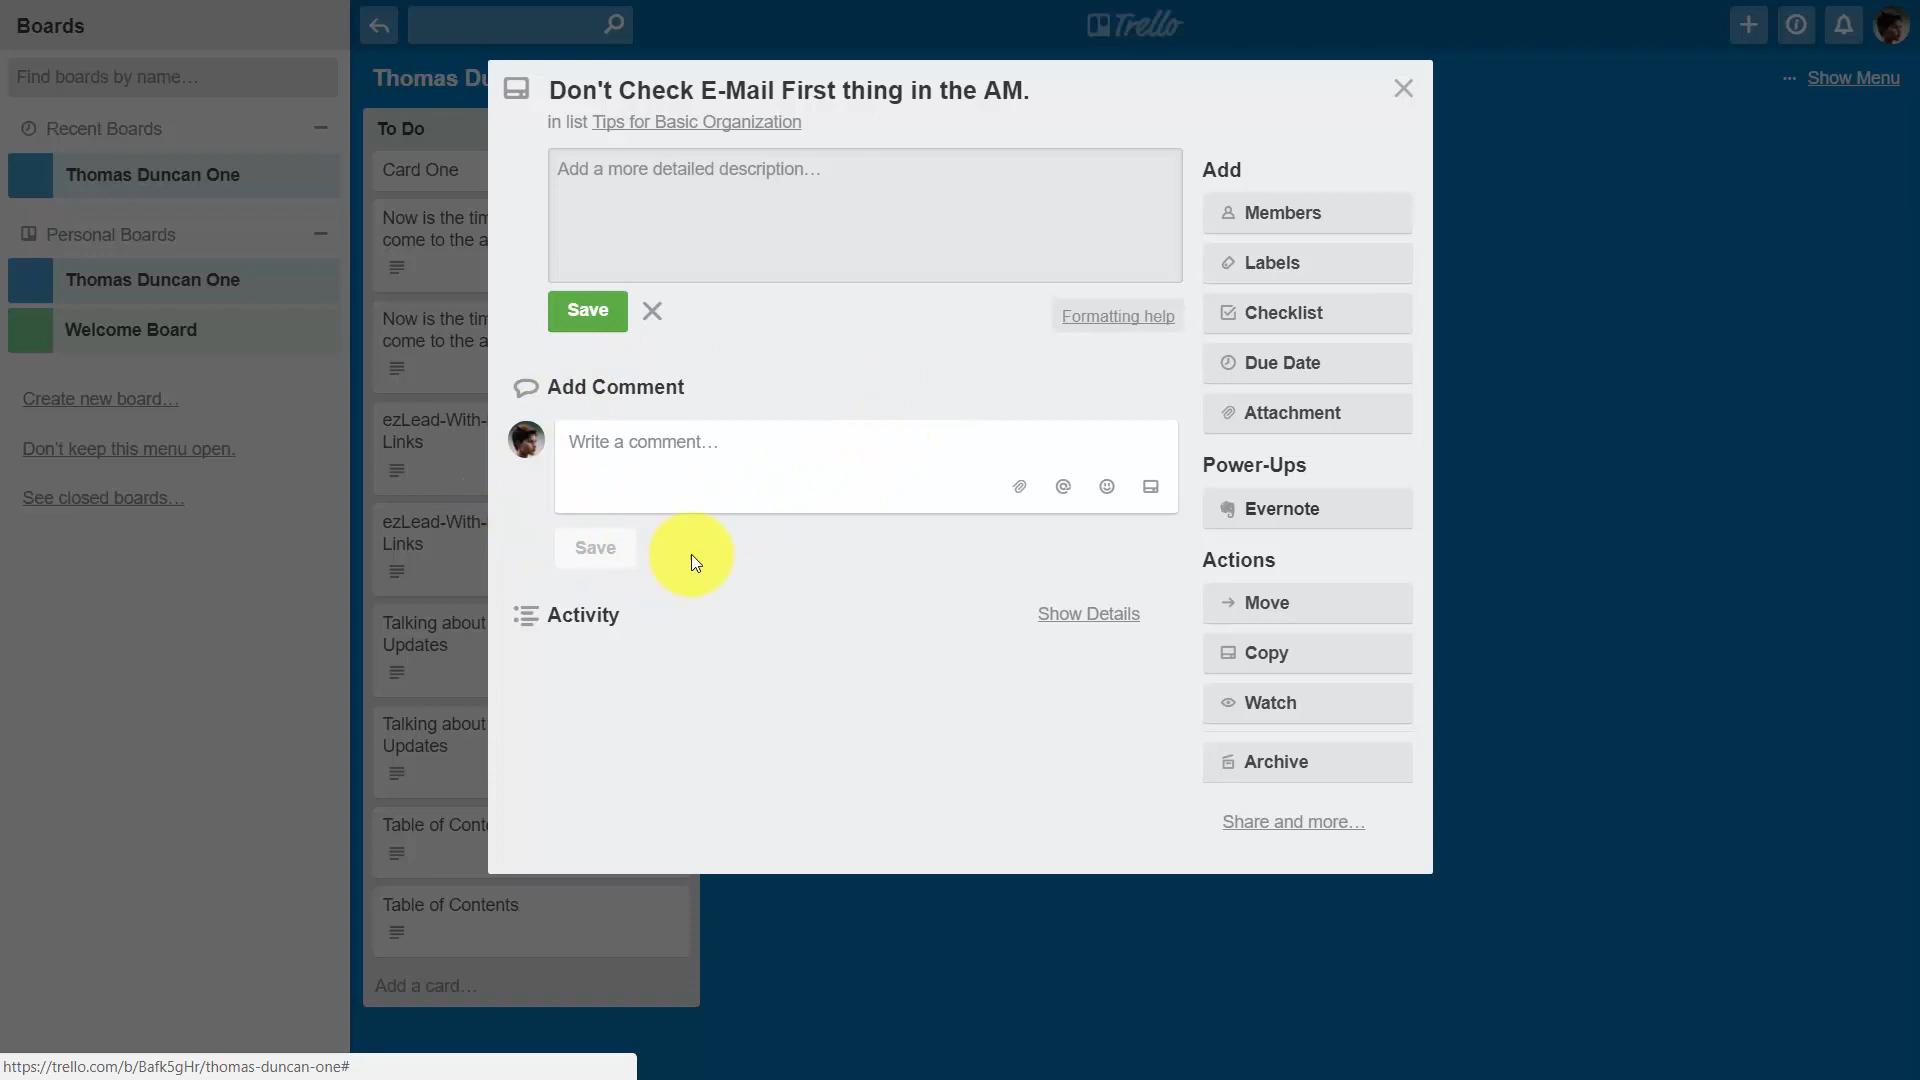 Boards
Find boards by name…
Recent Boards
Thomas Duncan One
Personal Boards
Thomas Duncan One
Welcome Board
Create new board…
Don't keep this menu open.
See closed boards…
Trello
Thomas Du
Show Menu
To Do
Card One
Now is the tim
come to the a
Now is the tim
come to the a
ezLead-With-
Links
ezLead-With-
Links
Talking about
Updates
Talking about
Updates
Table of Conte
Table of Contents
Add a card…
Don't Check E-Mail First thing in the AM.
in list Tips for Basic Organization
Add a more detailed description…
Save
Formatting help
Add Comment
Write a comment…
Save
Activity
Show Details
Add
Members
Labels
Checklist
Due Date
Attachment
Power-Ups
Evernote
Actions
Move
Copy
Watch
Archive
Share and more…
https://trello.com/b/Bafk5gHr/thomas-duncan-one#